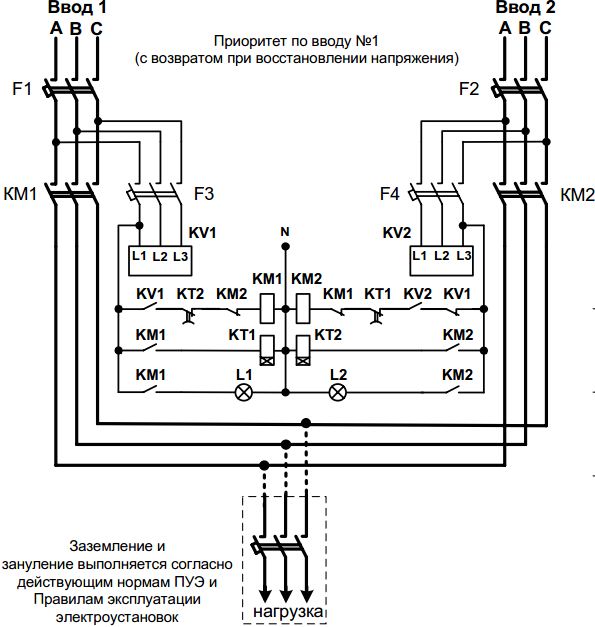 Ввод 1
Ввод 2
A B C
A B C
Приоритет по вводу №1
(с возвратом при восстановлении напряжения)
F1
F2
КМ1
F3
F4
КМ2
KV1
N
KV2
L1 L2 L3
L1 L2 L3
KM1 KM2
KV1 KT2 KM2
KM1 KT1 KV2 KV1
KM1
KT1
KT2
KM2
KM1
L1
L2
KM2
Заземление и
зануление выполняется согласно
действующим нормам ПУЭ и
Правилам эксплуатации
электроустановок
нагрузка